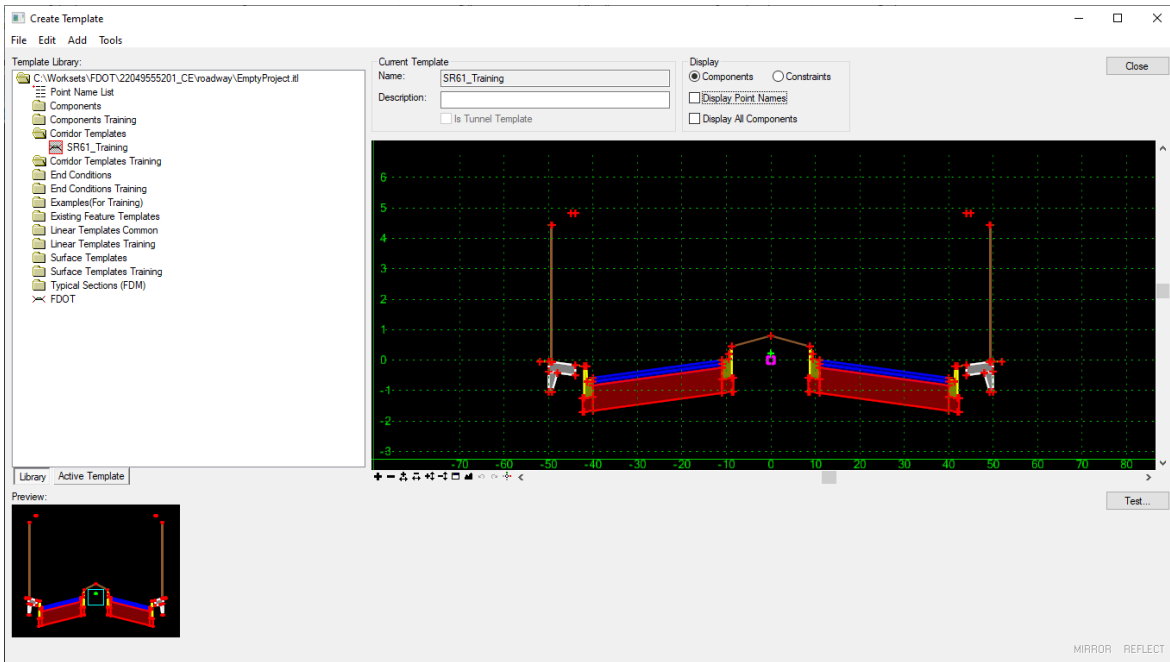 Create Template
File Edit Add Tools
Template Library:
C:\Worksets\FDOT\22049555201_CE\roadway\EmptyProject.itl
Point Name List
Components
Components Training
Corridor Templates
SR61_Training
Corridor Templates Training
End Conditions
End Conditions Training
Examples(For Training)
Existing Feature Templates
Linear Templates Common
Linear Templates Training
Surface Templates
Surface Templates Training
Typical Sections (FDM)
FDOT
Library Active Template
Preview:
Current Template
Name: SR61_Training
Description:
Is Tunnel Template
Display
Components Constraints
Display Point Names
Display All Components
Close
6
5
4
3
2
1
0
-1
-2
-3
-70 -60 -50 -40 -30 -20 -10 0 10 20 30 40 50 60 70 80
Test...
MIRROR REFLECT